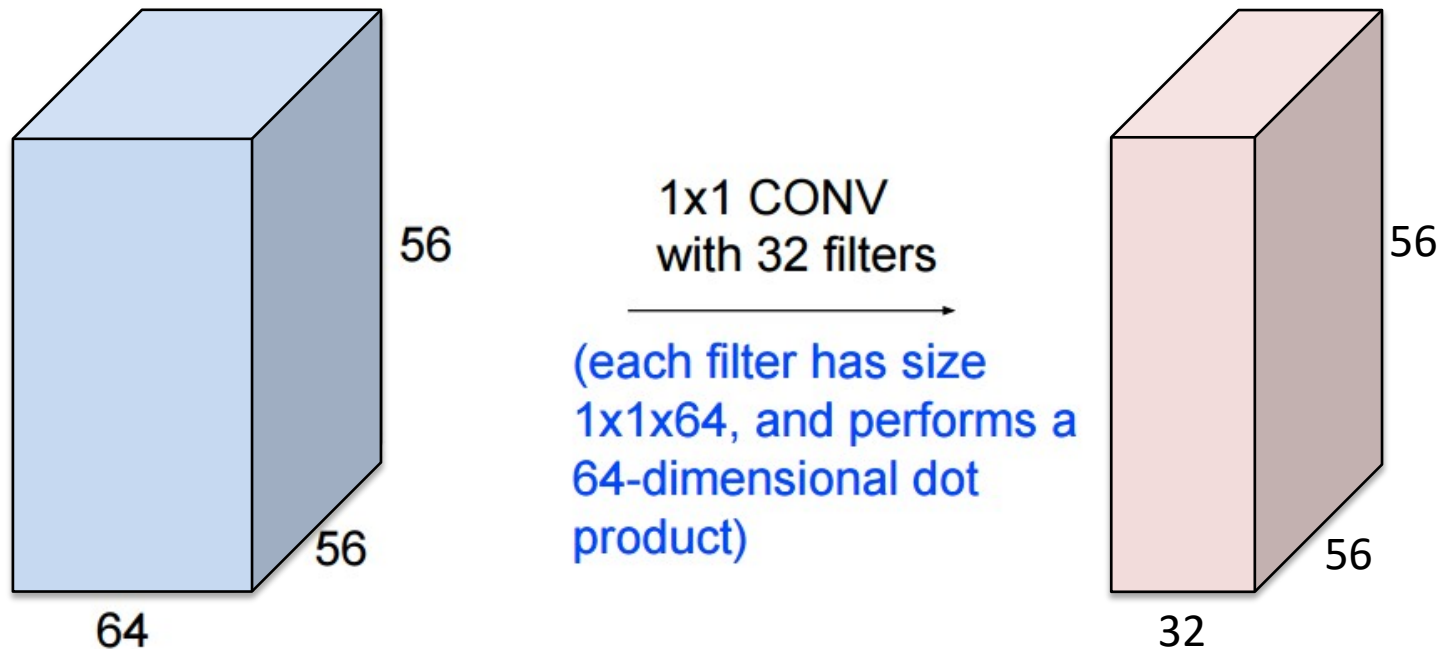 56
56
64
1x1 CONV
with 32 filters
(each filter has size
1x1x64, and performs a
64-dimensional dot
product)
56
56
32